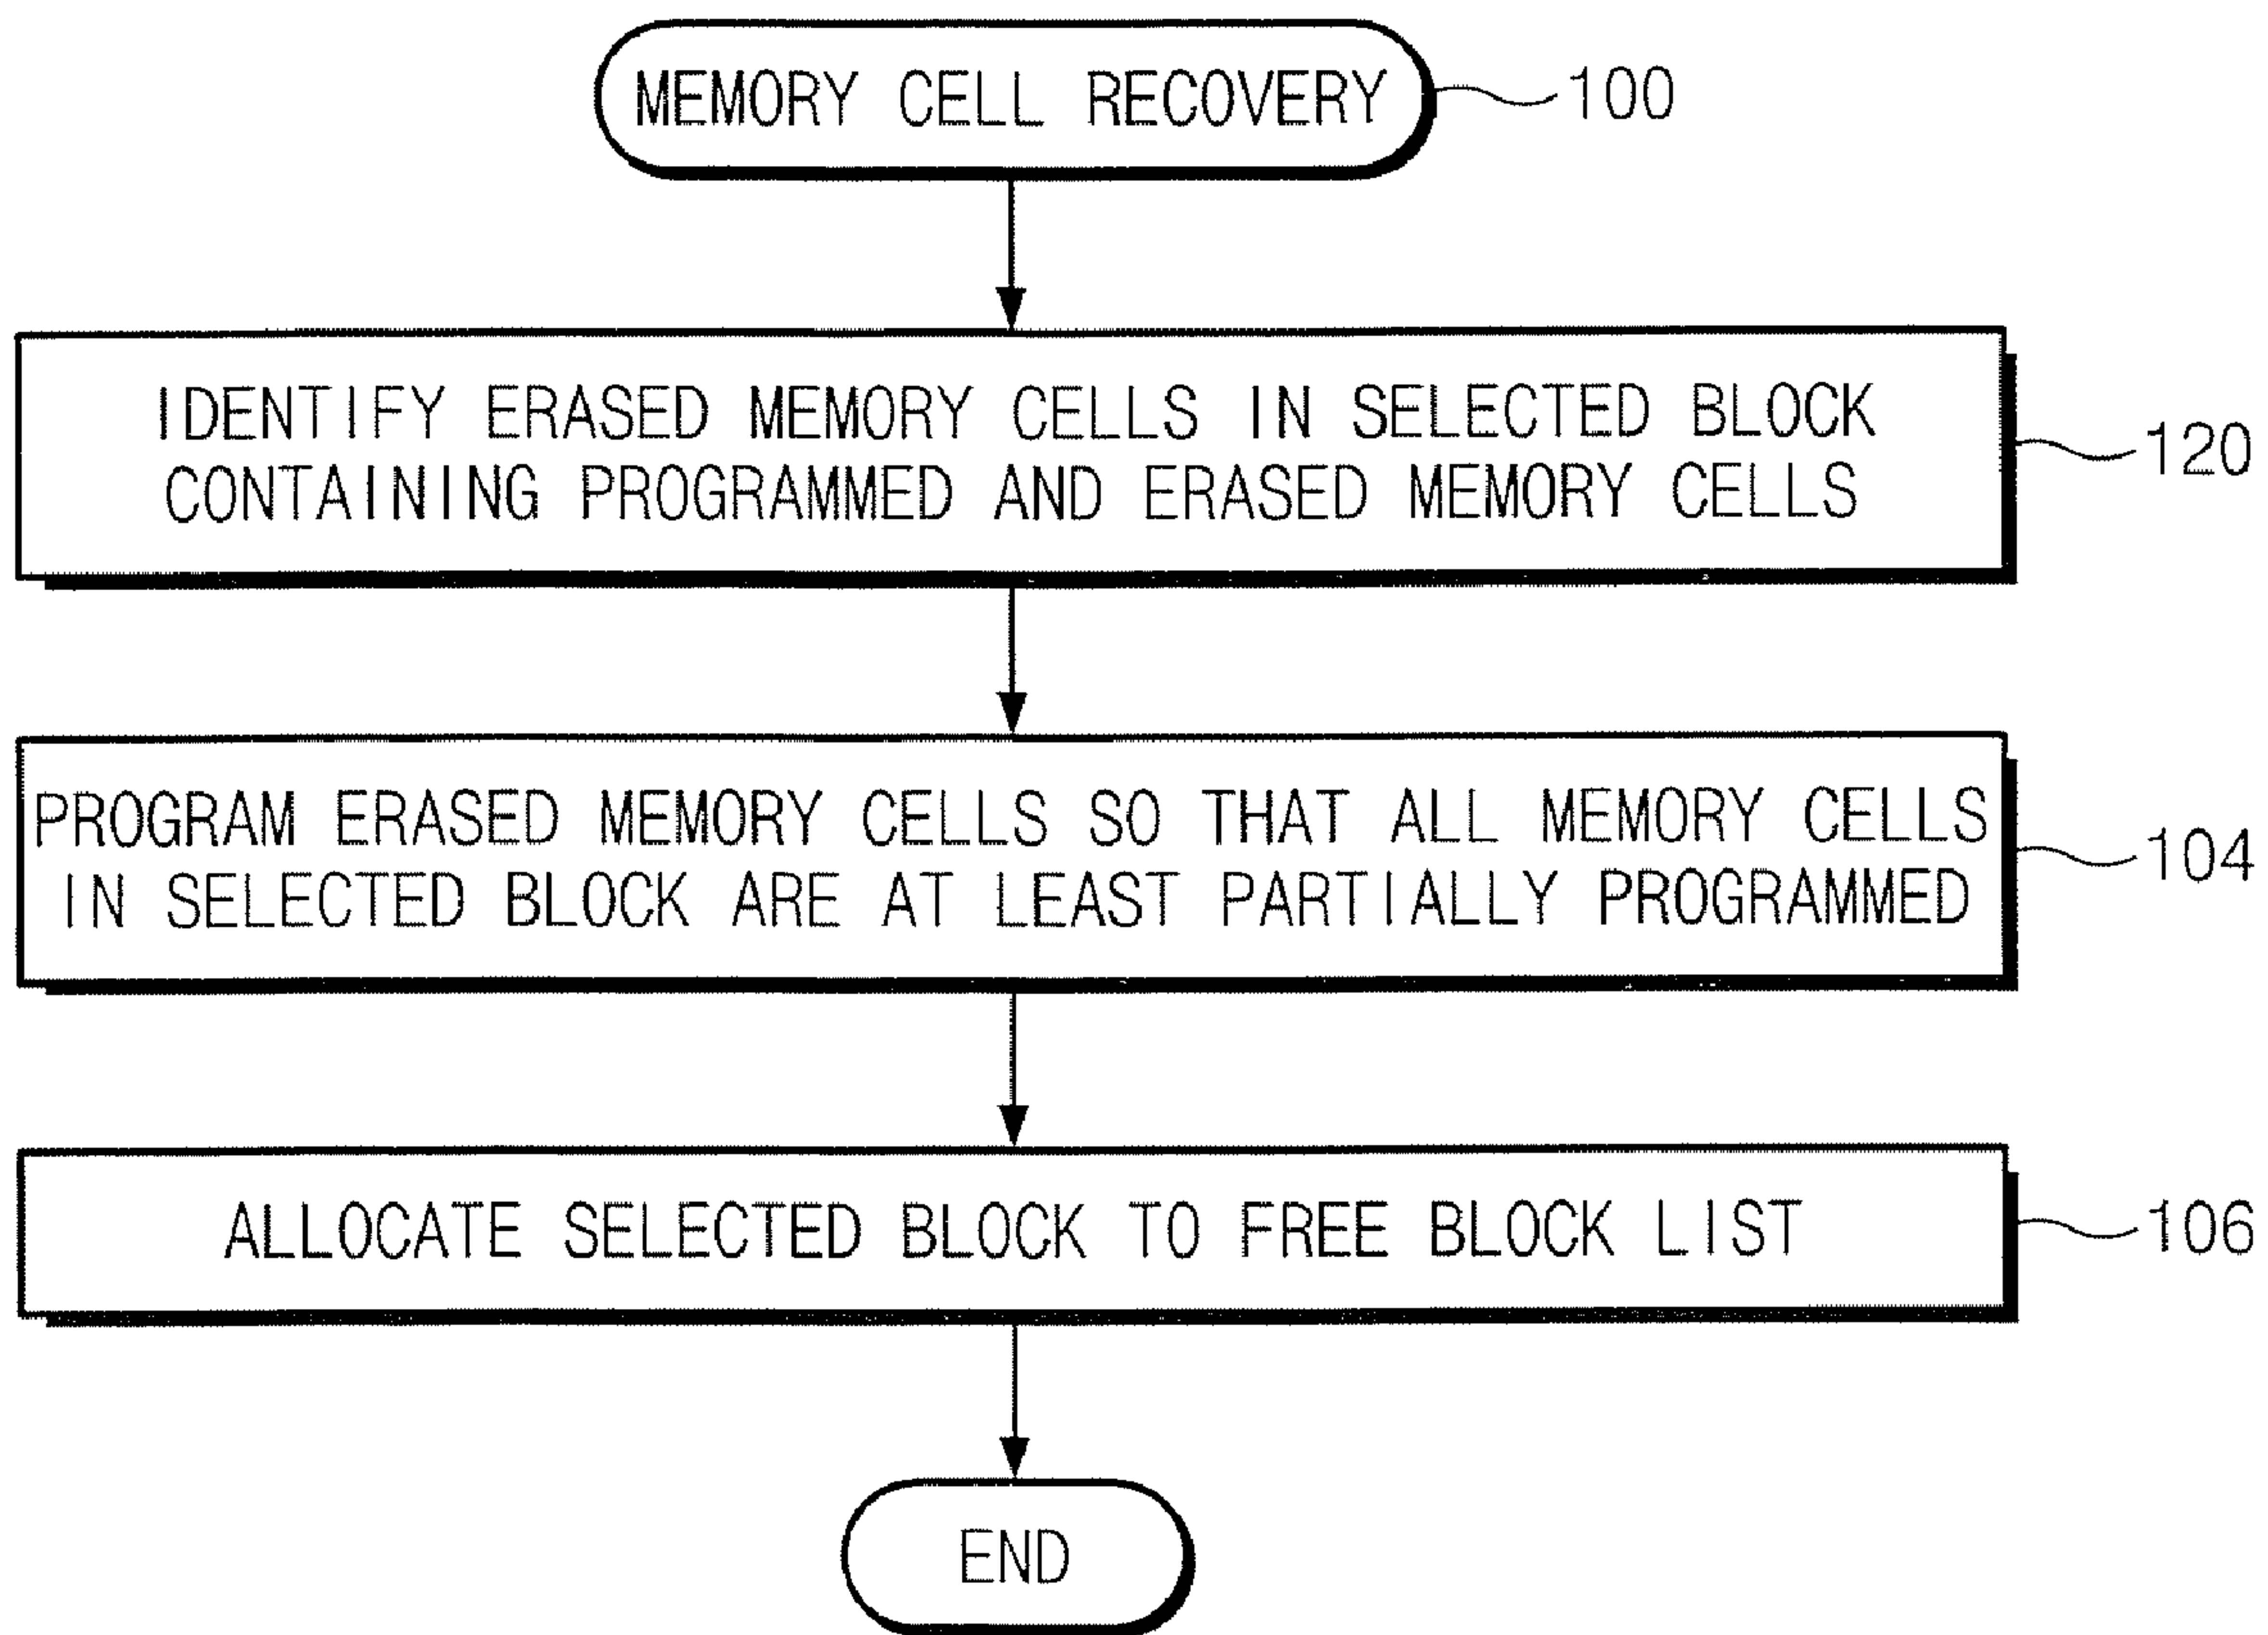 MEMORY CELL RECOVERY
100
IDENTIFY ERASED MEMORY CELLS IN SELECTED BLOCK
CONTAINING PROGRAMMED AND ERASED MEMORY CELLS
120
PROGRAM ERASED MEMORY CELLS SO THAT ALL MEMORY CELLS
IN SELECTED BLOCK ARE AT LEAST PARTIALLY PROGRAMMED
104
ALLOCATE SELECTED BLOCK TO FREE BLOCK LIST
106
END